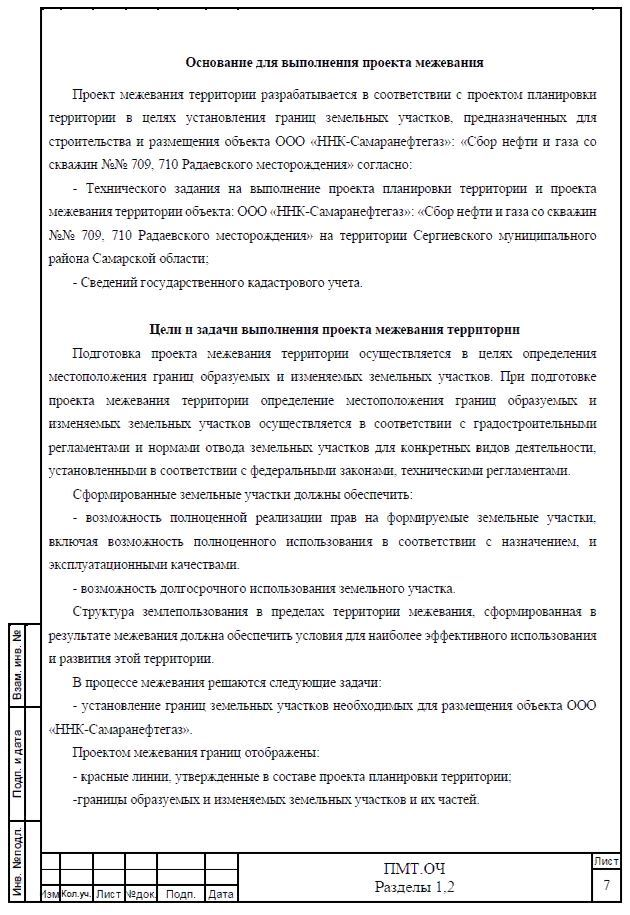 Основание для выполнения проекта межевания
Проект межевания территории разрабатывается в соответствии с проектом планировки
территории в целях установления границ земельных участков, предназначенных для
строительства и размещения объекта ООО «ННК-Самаранефтегаз»: «Сбор нефти и газа со
скважин №№ 709, 710 Радаевского месторождения» согласно:
- Технического задания на выполнение проекта планировки территории и проекта
межевания территории объекта: ООО «ННК-Самаранефтегаз»: «Сбор нефти и газа со скважин
№№ 709, 710 Радаевского месторождения» на территории Сергиевского муниципального
района Самарской области;
- Сведений государственного кадастрового учета.
Цели и задачи выполнения проекта межевания территории
Подготовка проекта межевания территории осуществляется в целях определения
местоположения границ образуемых и изменяемых земельных участков. При подготовке
проекта межевания территории определение местоположения границ образуемых и
изменяемых земельных участков осуществляется в соответствии с градостроительными
регламентами и нормами отвода земельных участков для конкретных видов деятельности,
установленными в соответствии с федеральными законами, техническими регламентами.
Сформированные земельные участки должны обеспечить:
- возможность полноценной реализации прав на формируемые земельные участки,
включая возможность полноценного использования в соответствии с назначением, и
эксплуатационными качествами.
- возможность долгосрочного использования земельного участка.
Структура землепользования в пределах территории межевания, сформированная в
результате межевания должна обеспечить условия для наиболее эффективного использования
и развития этой территории.
В процессе межевания решаются следующие задачи:
- установление границ земельных участков необходимых для размещения объекта ООО
«ННК-Самаранефтегаз».
Проектом межевания границ отображены:
- красные линии, утвержденные в составе проекта планировки территории;
-границы образуемых и изменяемых земельных участков и их частей.
Взам. инв. №
Подп. и дата
Инв. №подл.
Изм Кол.уч. Лист №док. Подп. Дата
ПМТ.ОЧ
Разделы 1,2
Лист
7